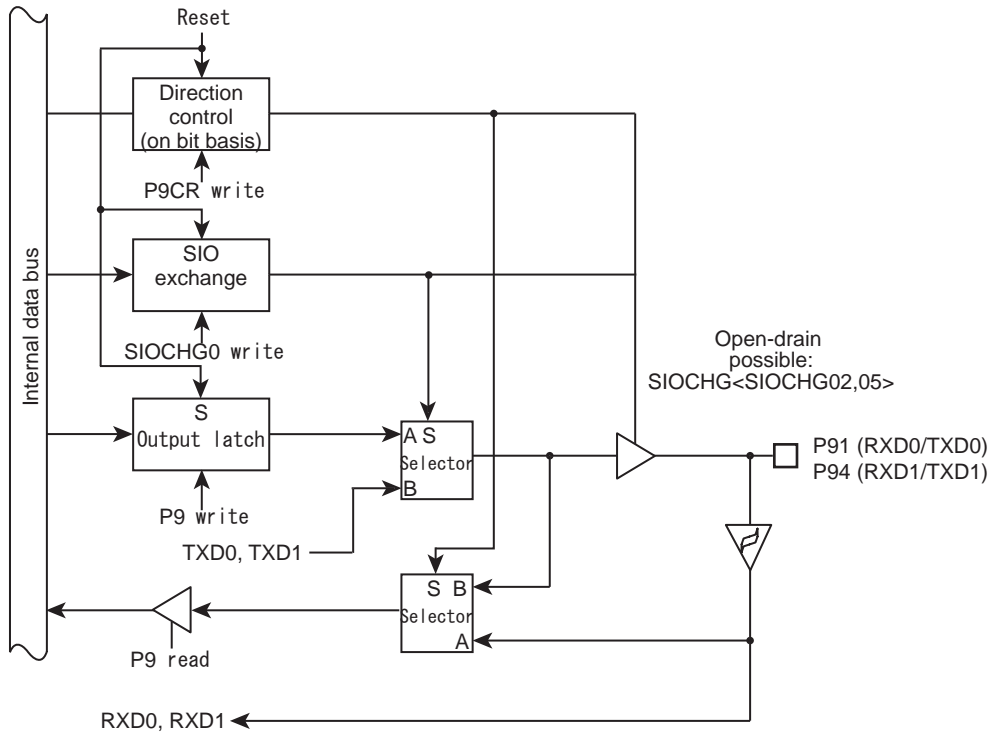 Reset
Direction
control
(on bit basis)
P9CR write
Internal data bus
SIO
exchange
SIOCHG0 write
Open-drain
possible:
SIOCHG<SIOCHG02,05>
S
Output latch
A S
Selector
B
P91 (RXD0/TXD0)
P94 (RXD1/TXD1)
P9 write
TXD0, TXD1
S B
Selector
A
P9 read
RXD0, RXD1